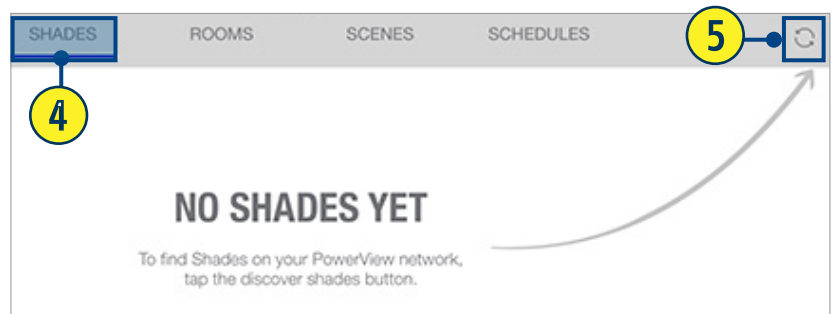 SHADES ROOMS SCENES SCHEDULES 5
4
NO SHADES YET
To find Shades on your PowerView network,
tap the discover shades button.